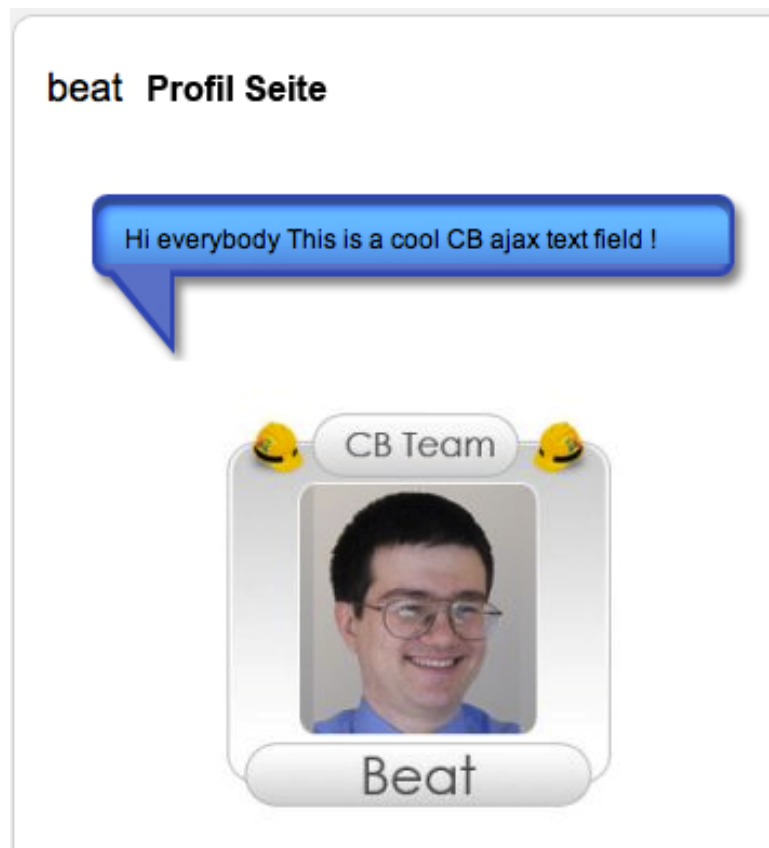 beat Profil Seite
Hi everybody This is a cool CB ajax text field !
CB Team
Beat